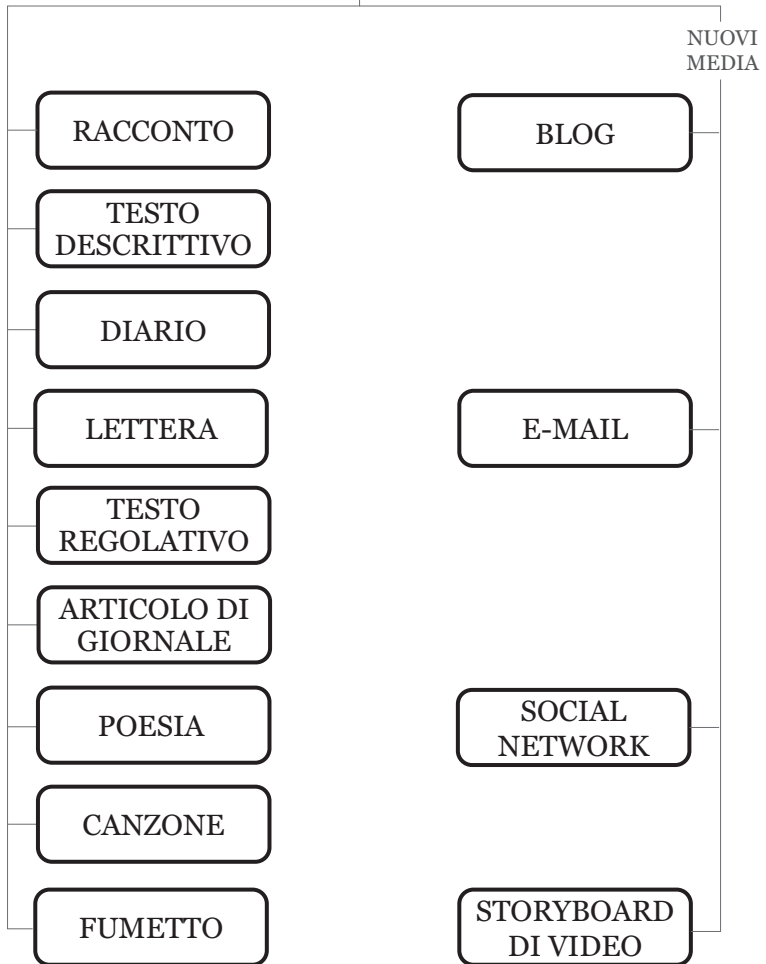 NUOVI
MEDIA
RACCONTO
BLOG
TESTO
DESCRITTIVO
DIARIO
LETTERA
E-MAIL
TESTO
REGOLATIVO
ARTICOLO DI
GIORNALE
POESIA
SOCIAL
NETWORK
CANZONE
FUMETTO
STORYBOARD
DI VIDEO